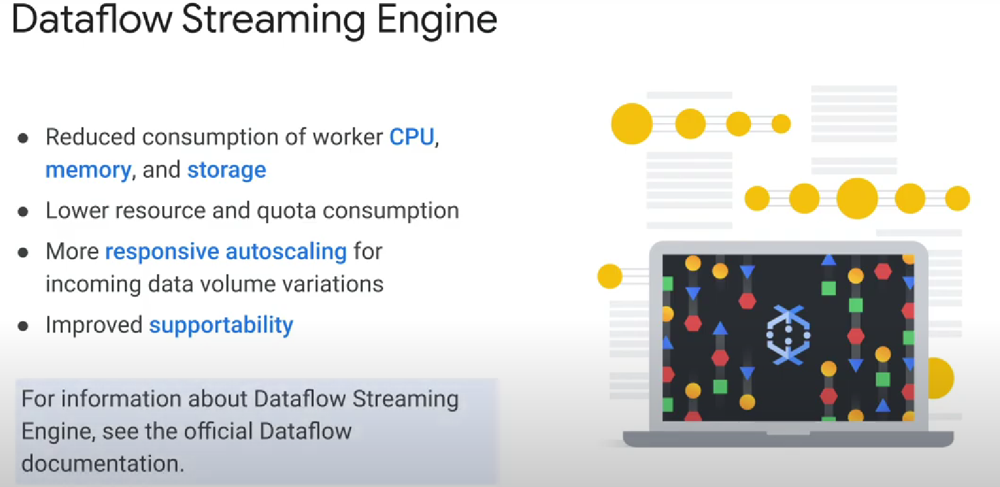 Dataflow Streaming Engine
● Reduced consumption of worker CPU,
memory, and storage
● Lower resource and quota consumption
● More responsive autoscaling for
incoming data volume variations
● Improved supportability
For information about Dataflow Streaming
Engine, see the official Dataflow
documentation.